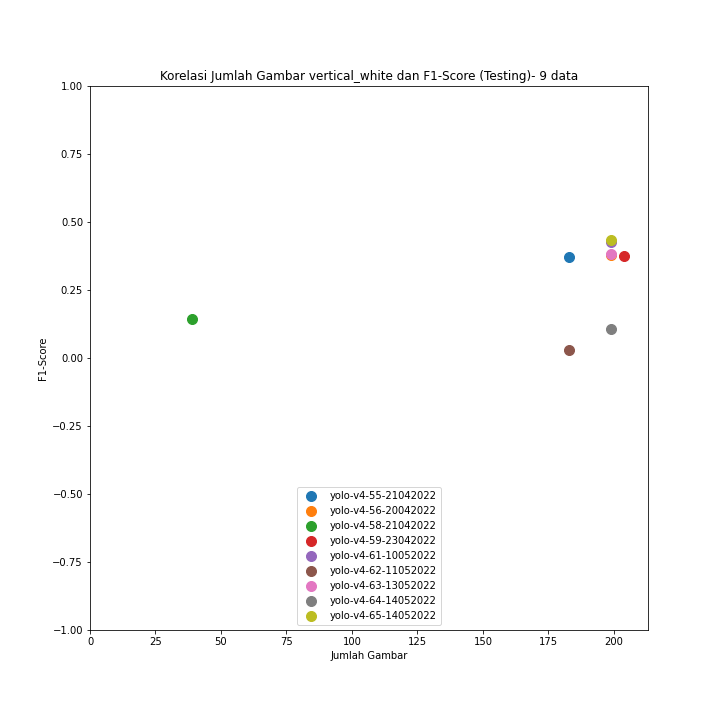 Korelasi Jumlah Gambar vertical_white dan F1-Score (Testing)- 9 data
1.00
0.75
0.50
0.25
0.00
−0.25
−0.50
−0.75
−1.00
F1-Score
yolo-v4-55-21042022
yolo-v4-56-20042022
yolo-v4-58-21042022
yolo-v4-59-23042022
yolo-v4-61-10052022
yolo-v4-62-11052022
yolo-v4-63-13052022
yolo-v4-64-14052022
yolo-v4-65-14052022
0 25 50 75 100 125 150 175 200
Jumlah Gambar